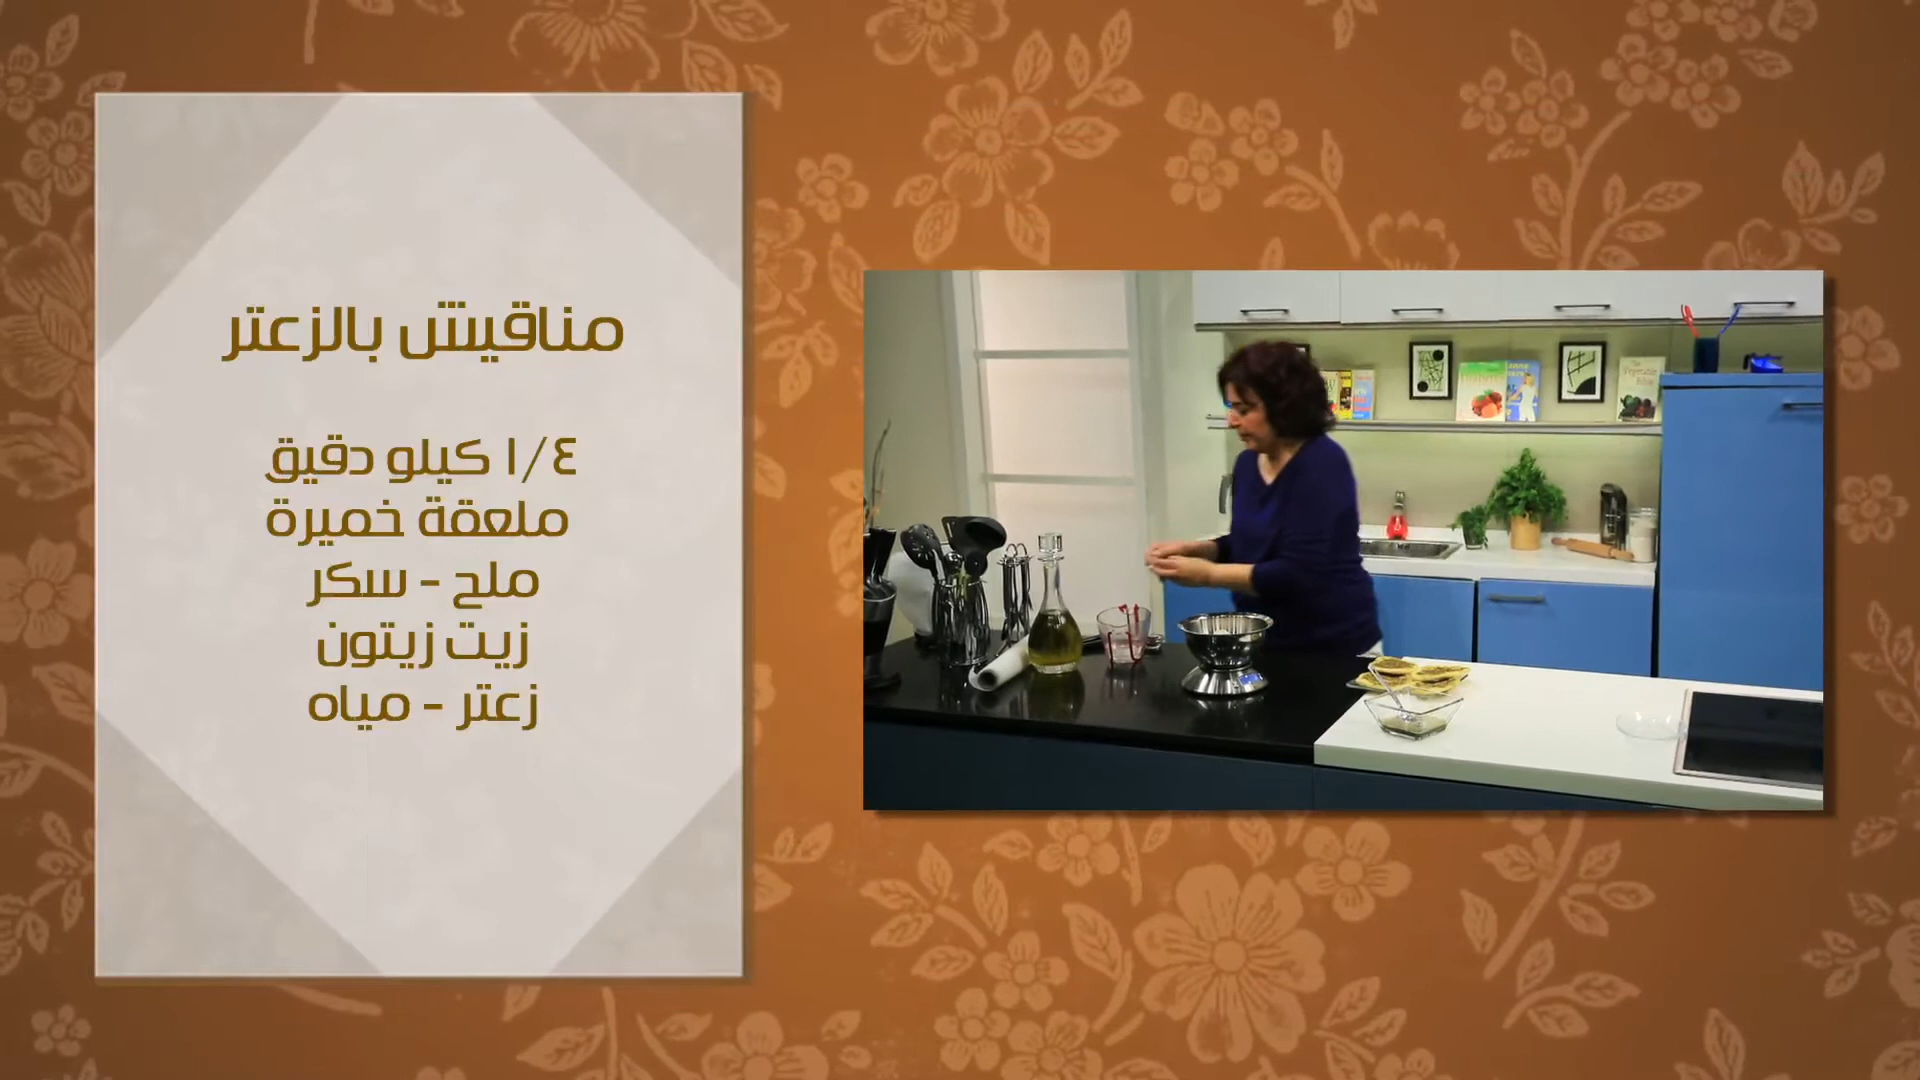 مناقيش بالزعتر
١/٤ كيلو دقيق
ملعقة خميرة
ملح - سكر
زيت زيتون
زعتر - مياه